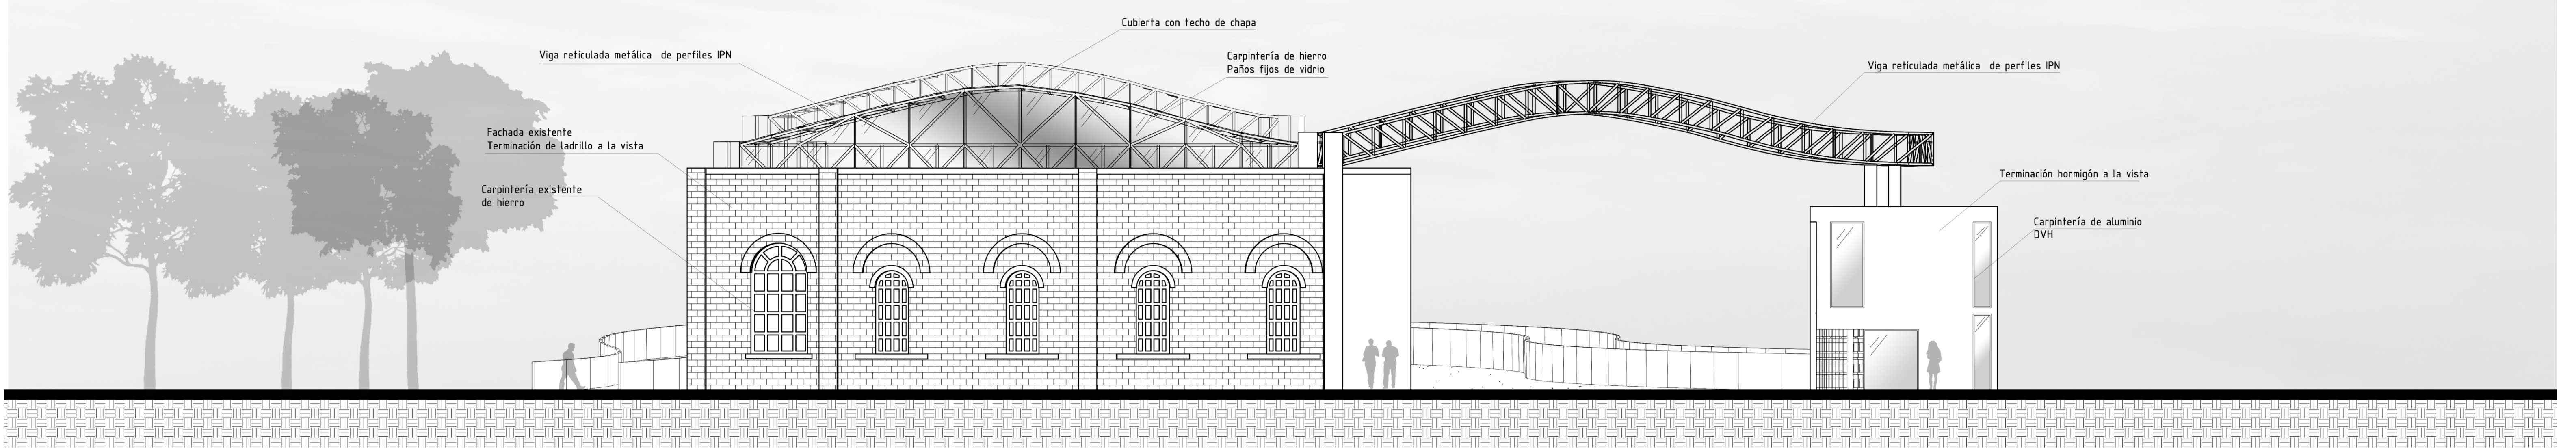 Cubierta con techo de chapa
Viga reticulada metálica de perfiles IPN
Carpintería de hierro
Paños fijos de vidrio
Viga reticulada metálica de perfiles IPN
Fachada existente
Terminación de ladrillo a la vista
Carpintería existente
de hierro
Terminación hormigón a la vista
Carpintería de aluminio
DVH